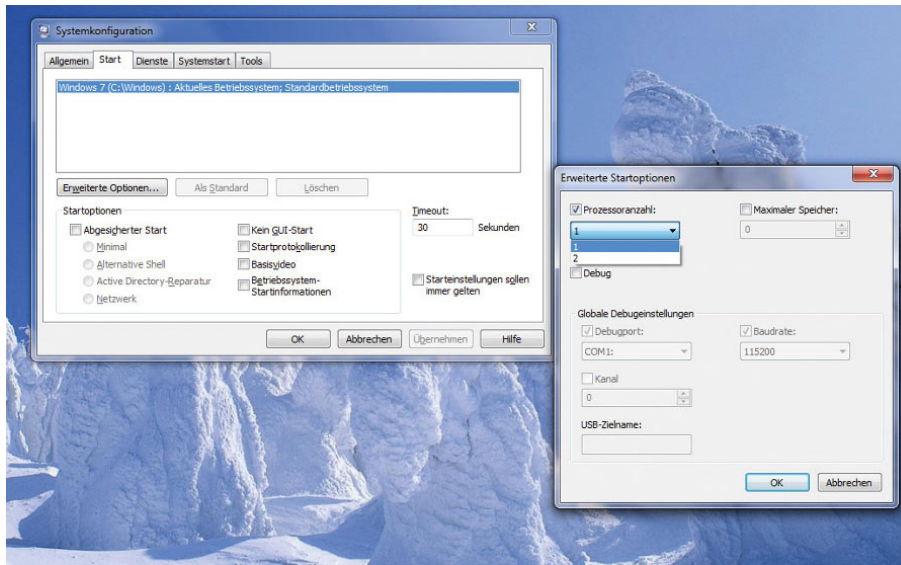 Systemkonfiguration
Allgemein Start Dienste Systemstart Tools
Windows 7 (C:\Windows) : Aktuelles Betriebssystem; Standardbetriebssystem
Erweiterte Optionen... Als Standard Löschen
Startoptionen
Abgesicherter Start
Minimal
Alternative Shell
Active Directory-Reparatur
Netzwerk
Kein GUI-Start
Startprotokollierung
Basisvideo
Betriebssystem-
Startinformationen
Timeout:
30 Sekunden
Starteinstellungen sollen
immer gelten
OK Abbrechen Übernehmen Hilfe
Erweiterte Startoptionen
Prozessoranzahl:
1
1
2
Maximaler Speicher:
0
Debug
Globale Debugeinstellungen
Debugport:
COM1:
Baudrate:
115200
Kanal
0
USB-Zielname:
OK Abbrechen